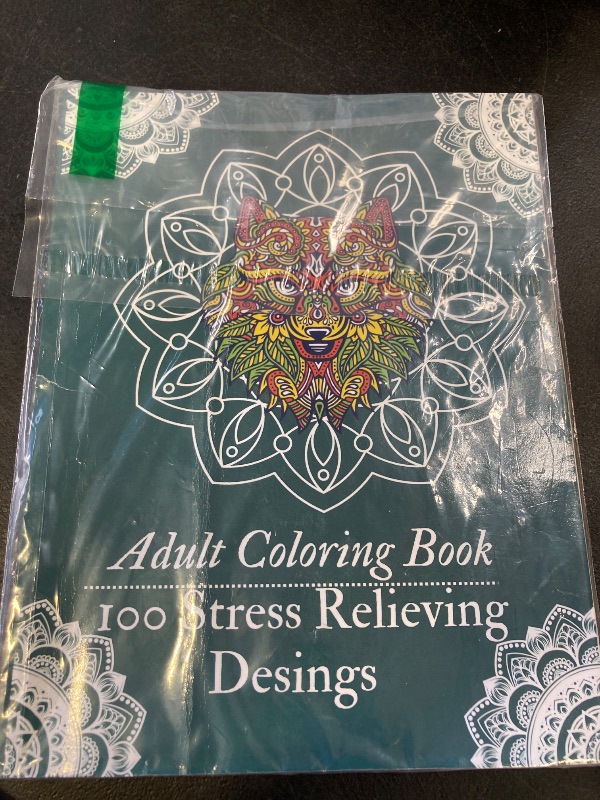 Adult Coloring Book
100 Stress Relieving
Desings